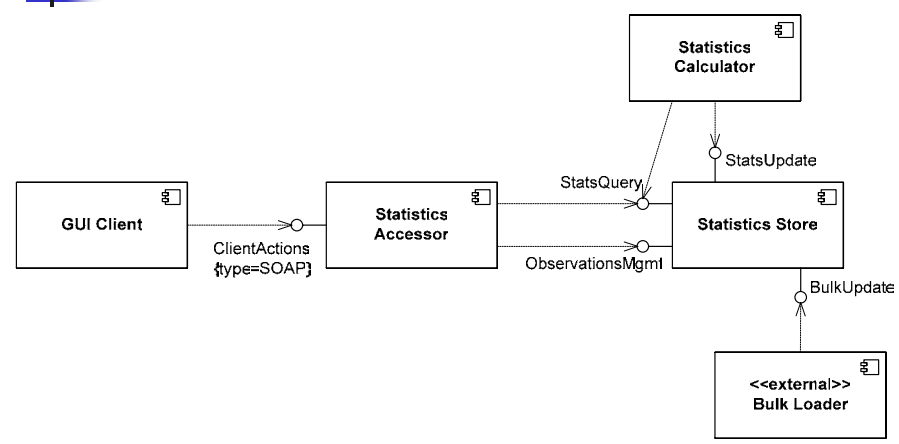 Statistics
Calculator
StatsUpdate
StatsQuery
GUI Client
Statistics
Accessor
Statistics Store
ClientActions
{type=SOAP}
ObservationsMgmt
BulkUpdate
<<external>>
Bulk Loader